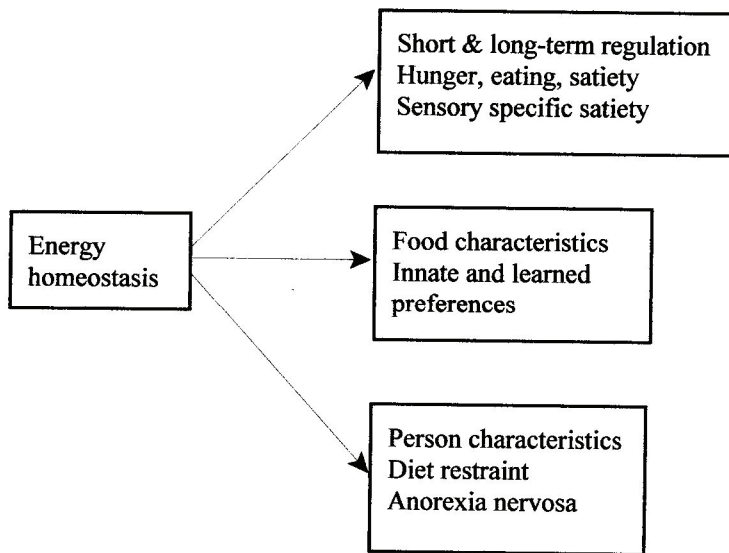 Short & long-term regulation
Hunger, eating, satiety
Sensory specific satiety
Energy
homeostasis
Food characteristics
Innate and learned
preferences
Person characteristics
Diet restraint
Anorexia nervosa